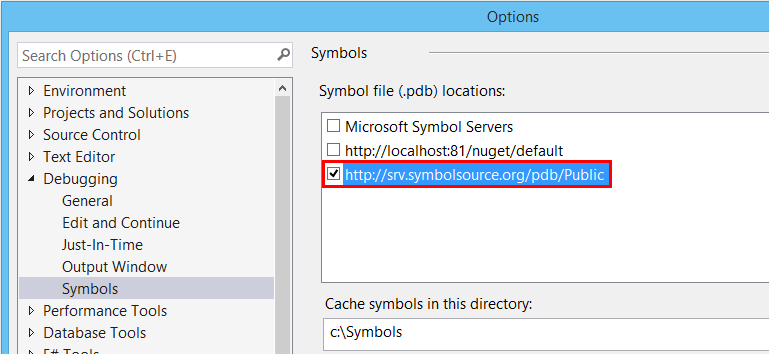 Options
Search Options (Ctrl+E)
Environment
Projects and Solutions
Source Control
Text Editor
Debugging
General
Edit and Continue
Just-In-Time
Output Window
Symbols
Performance Tools
Database Tools
F# Tools
Symbols
Symbol file (.pdb) locations:
Microsoft Symbol Servers
http://localhost:81/nuget/default
http://srv.symbolsource.org/pdb/Public
Cache symbols in this directory:
c:\Symbols